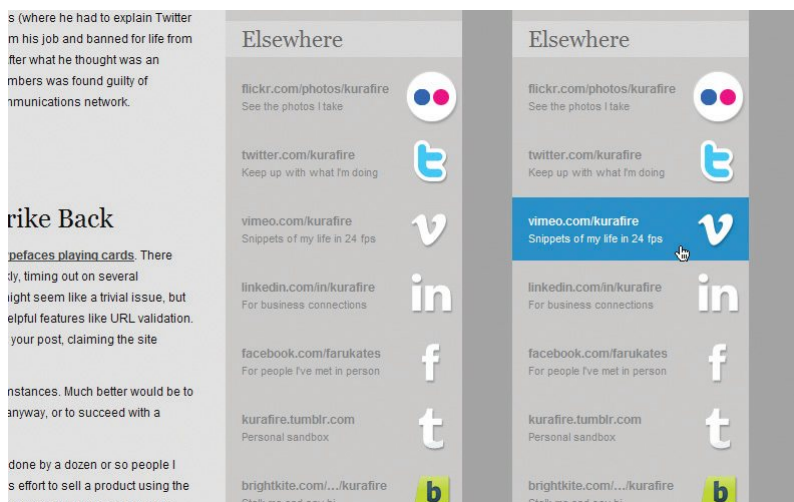 s (where he had to explain Twitter
m his job and banned for life from
fter what he thought was an
mbers was found guilty of
nmunications network.
rike Back
pefaces playing cards. There
kly, timing out on several
night seem like a trivial issue, but
elpful features like URL validation.
your post, claiming the site
nstances. Much better would be to
anyway, or to succeed with a
done by a dozen or so people I
s effort to sell a product using the
Elsewhere
flickr.com/photos/kurafire
See the photos I take
twitter.com/kurafire
Keep up with what I'm doing
t
vimeo.com/kurafire
Snippets of my life in 24 fps
v
linkedin.com/in/kurafire
For business connections
in
facebook.com/farukates
For people I've met in person
f
kurafire.tumblr.com
Personal sandbox
t
brightkite.com/.../kurafire
b
Elsewhere
flickr.com/photos/kurafire
See the photos I take
twitter.com/kurafire
Keep up with what I'm doing
t
vimeo.com/kurafire
Snippets of my life in 24 fps
v
linkedin.com/in/kurafire
For business connections
in
facebook.com/farukates
For people I've met in person
f
kurafire.tumblr.com
Personal sandbox
t
brightkite.com/.../kurafire
b